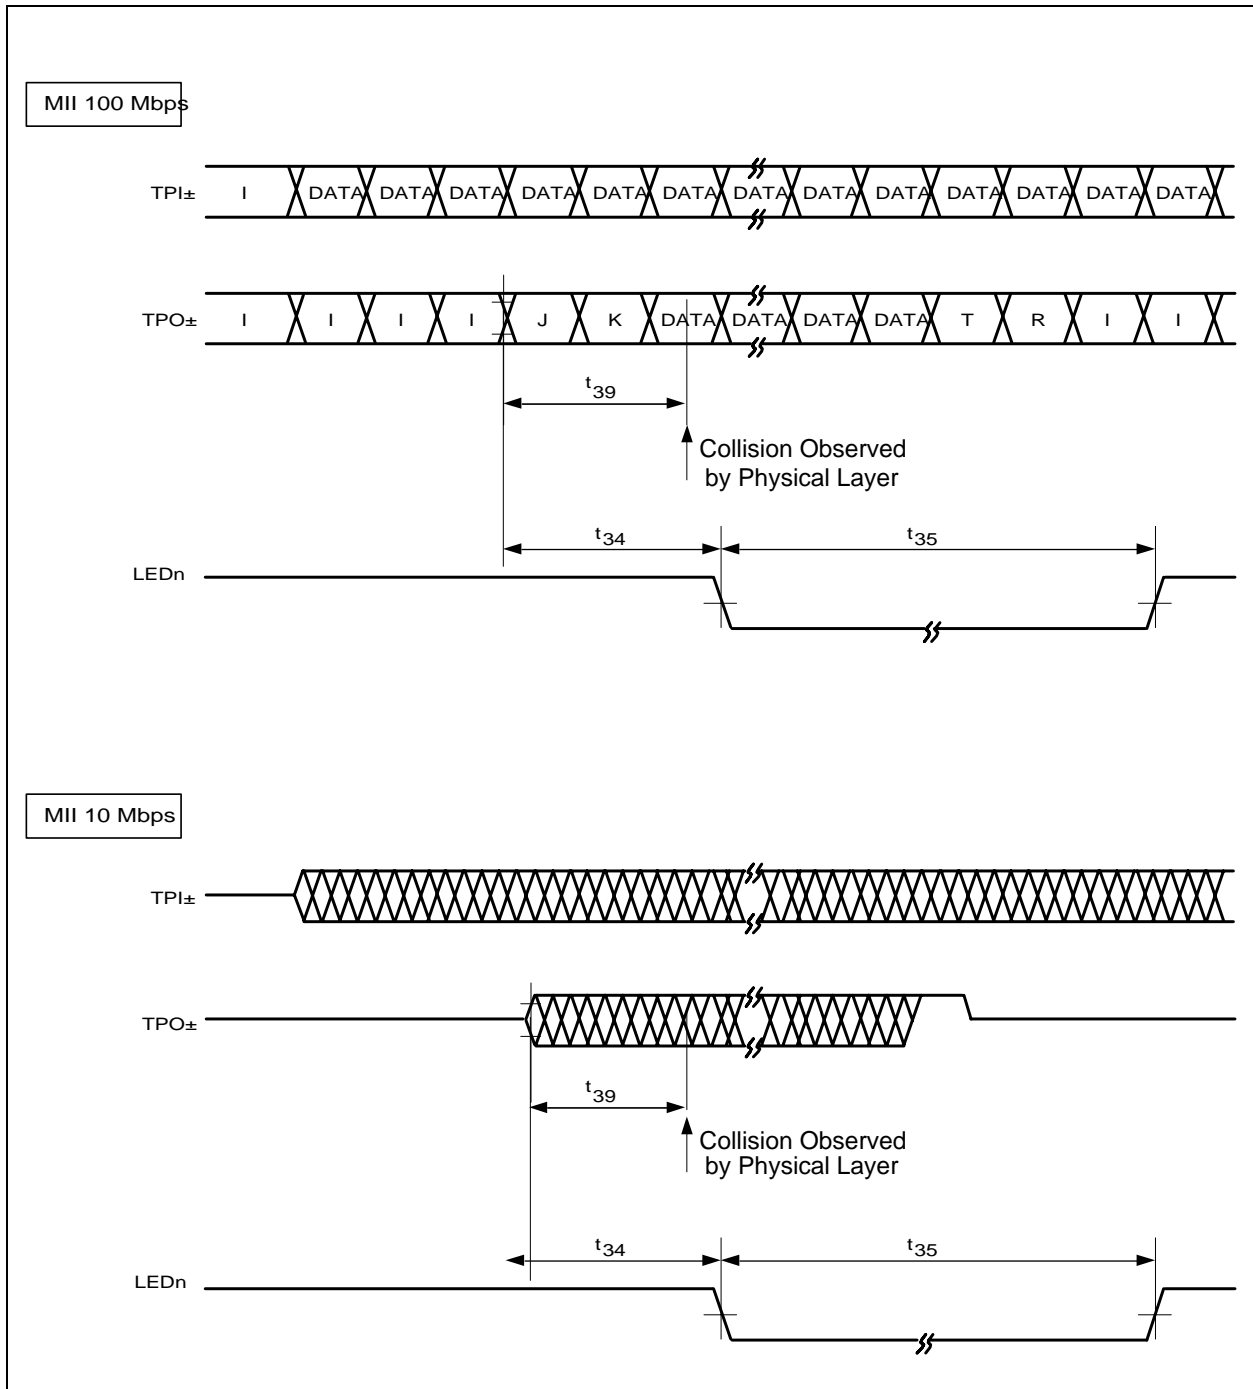 MII 100 Mbps
TPI± I DATA DATA DATA DATA DATA DATA DATA DATA DATA DATA DATA DATA DATA
TPO± I I I I J K DATA DATA DATA DATA T R I I
t39
Collision Observed
by Physical Layer
t34 t35
LEDn
MII 10 Mbps
TPI±
TPO±
t39
Collision Observed
by Physical Layer
t34 t35
LEDn